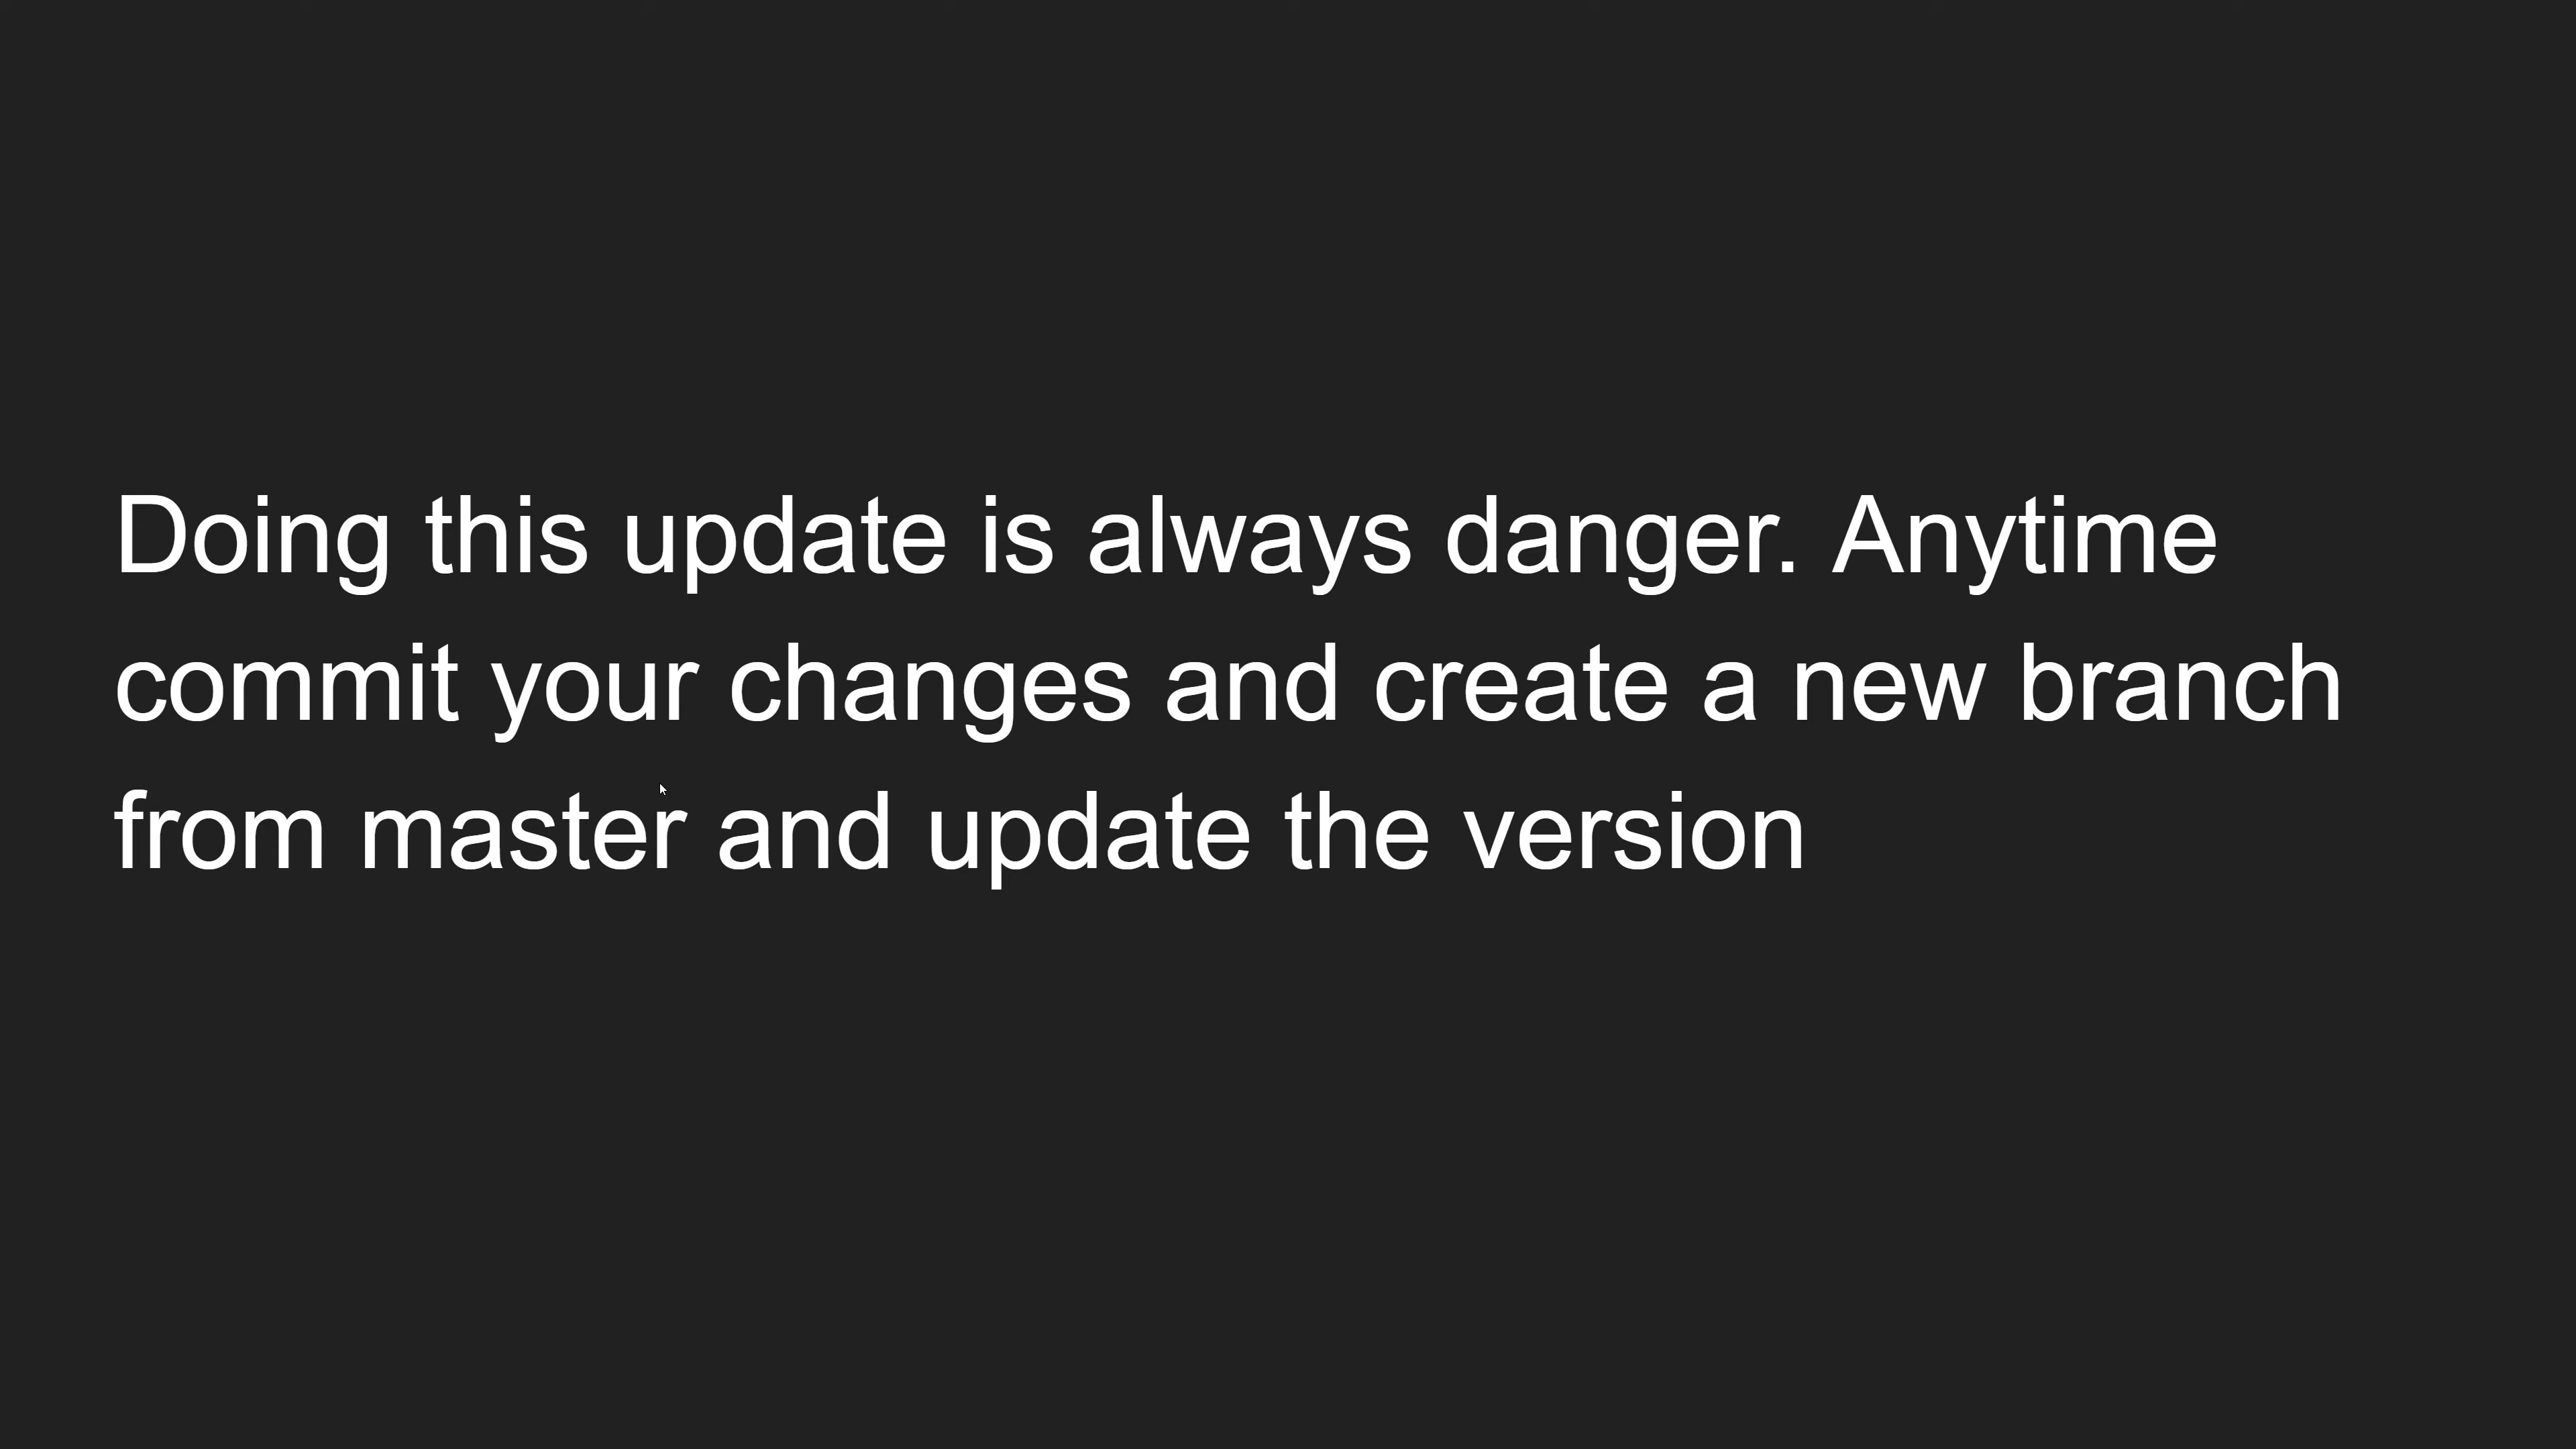 Doing this update is always danger. Anytime
commit your changes and create a new branch
from master and update the version